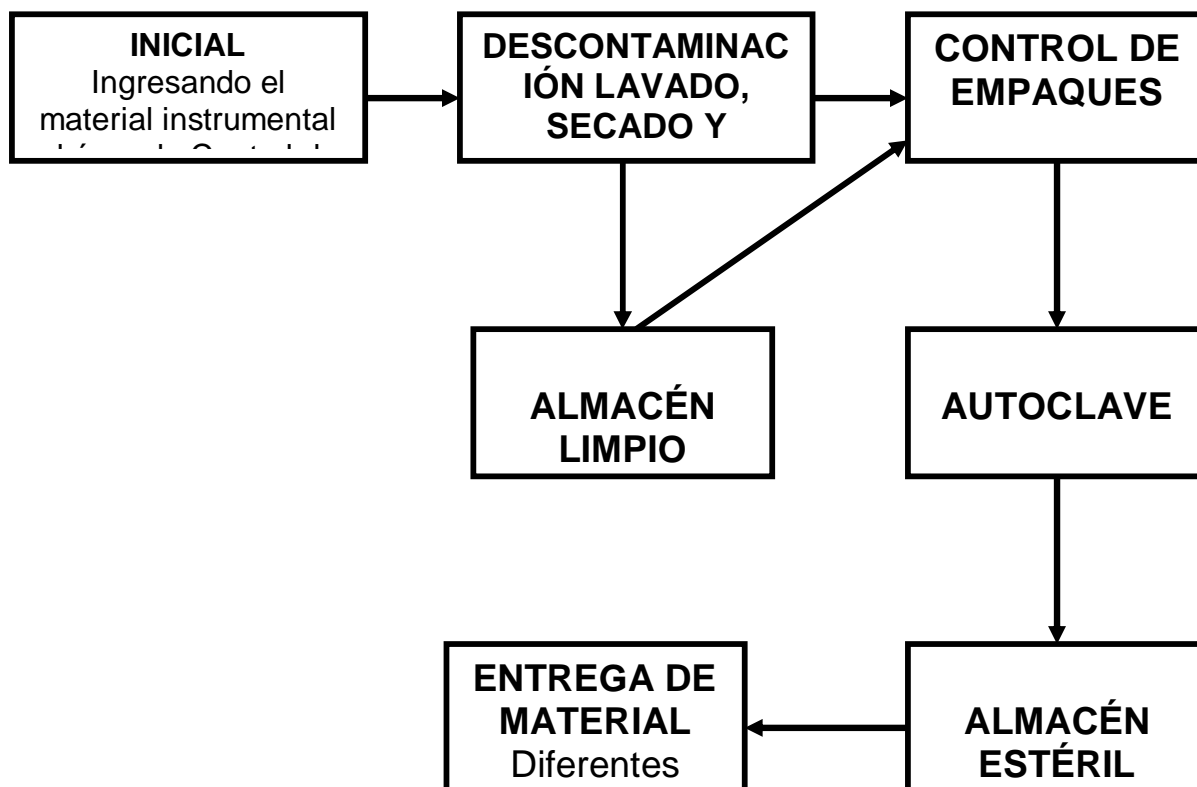 INICIAL
Ingresando el
material instrumental
DESCONTAMINAC
IÓN LAVADO,
SECADO Y
CONTROL DE
EMPAQUES
ALMACÉN
LIMPIO
AUTOCLAVE
ENTREGA DE
MATERIAL
Diferentes
ALMACÉN
ESTÉRIL